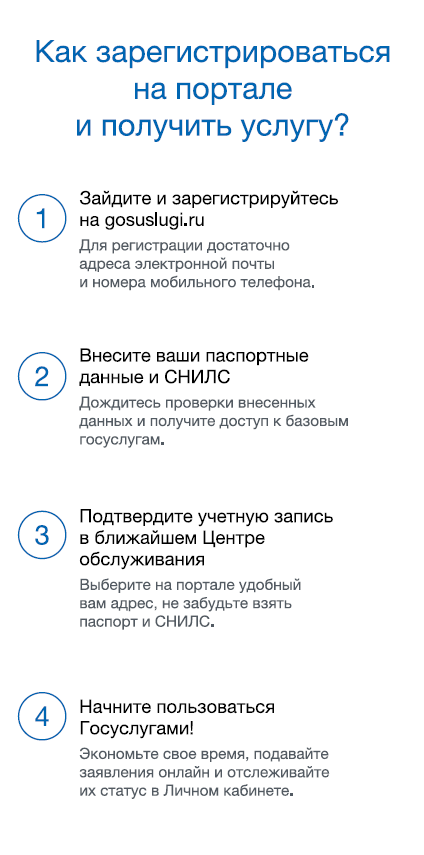 Как зарегистрироваться
на портале
и получить услугу?
1
Зайдите и зарегистрируйтесь
на gosuslugi.ru
Для регистрации достаточно
адреса электронной почты
и номера мобильного телефона.
2
Внесите ваши паспортные
данные и СНИЛС
Дождитесь проверки внесенных
данных и получите доступ к базовым
госуслугам.
3
Подтвердите учетную запись
в ближайшем Центре
обслуживания
Выберите на портале удобный
вам адрес, не забудьте взять
паспорт и СНИЛС.
4
Начните пользоваться
Госуслугами!
Экономьте свое время, подавайте
заявления онлайн и отслеживайте
их статус в Личном кабинете.